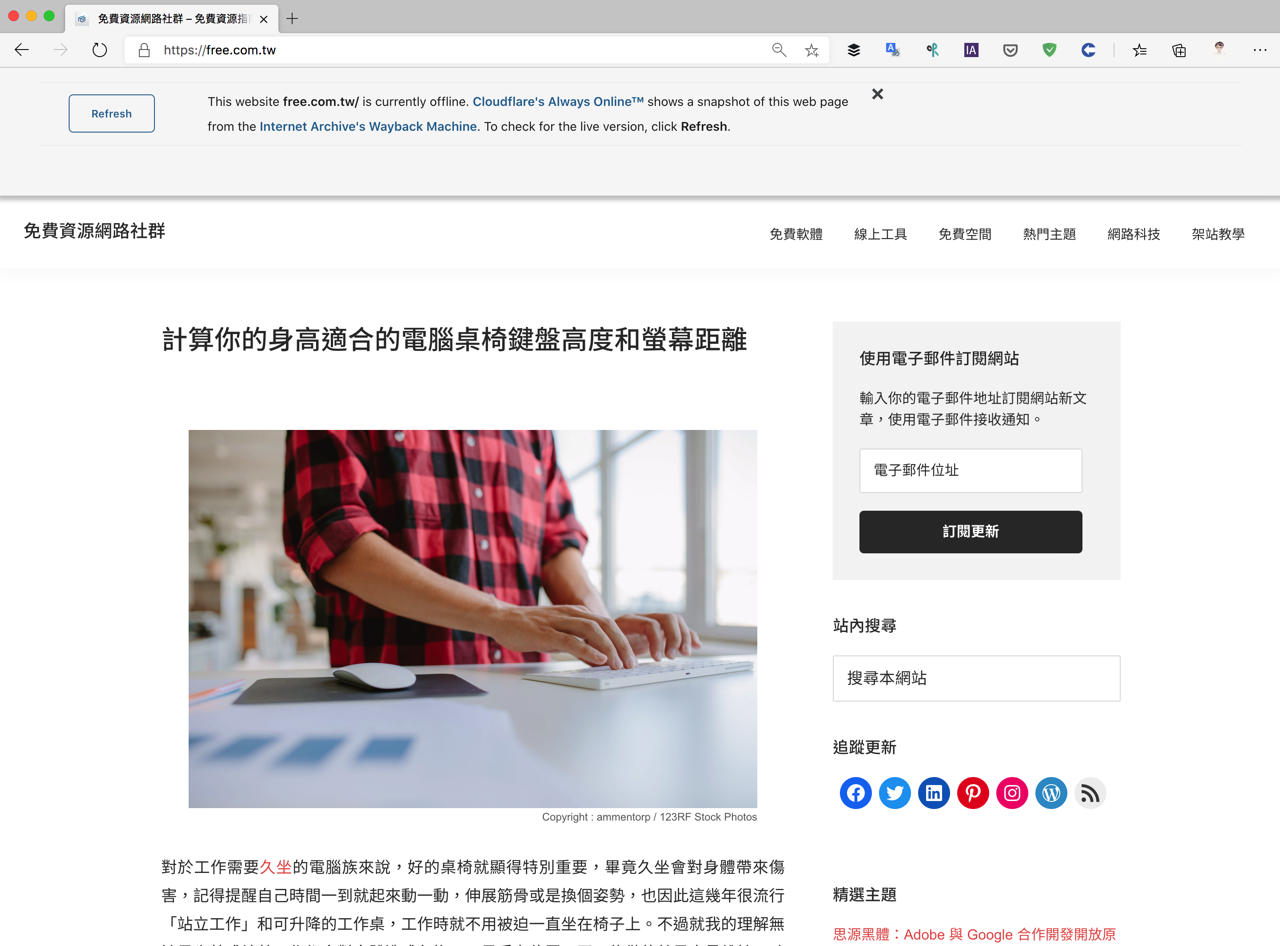 免費資源網路社群 – 免費資源指
https://free.com.tw
IA
Refresh
This website free.com.tw/ is currently offline. Cloudflare's Always Online™ shows a snapshot of this web page
from the Internet Archive's Wayback Machine. To check for the live version, click Refresh.
免費資源網路社群
免費軟體 線上工具 免費空間 熱門主題 網路科技 架站教學
計算你的身高適合的電腦桌椅鍵盤高度和螢幕距離
Copyright : ammentorp / 123RF Stock Photos
對於工作需要久坐的電腦族來說，好的桌椅就顯得特別重要，畢竟久坐會對身體帶來傷
害，記得提醒自己時間一到就起來動一動，伸展筋骨或是換個姿勢，也因此這幾年很流行
「站立工作」和可升降的工作桌，工作時就不用被迫一直坐在椅子上。不過就我的理解無
使用電子郵件訂閱網站
輸入你的電子郵件地址訂閱網站新文
章，使用電子郵件接收通知。
電子郵件位址
訂閱更新
站內搜尋
搜尋本網站
追蹤更新
精選主題
思源黑體：Adobe 與 Google 合作開發開放原